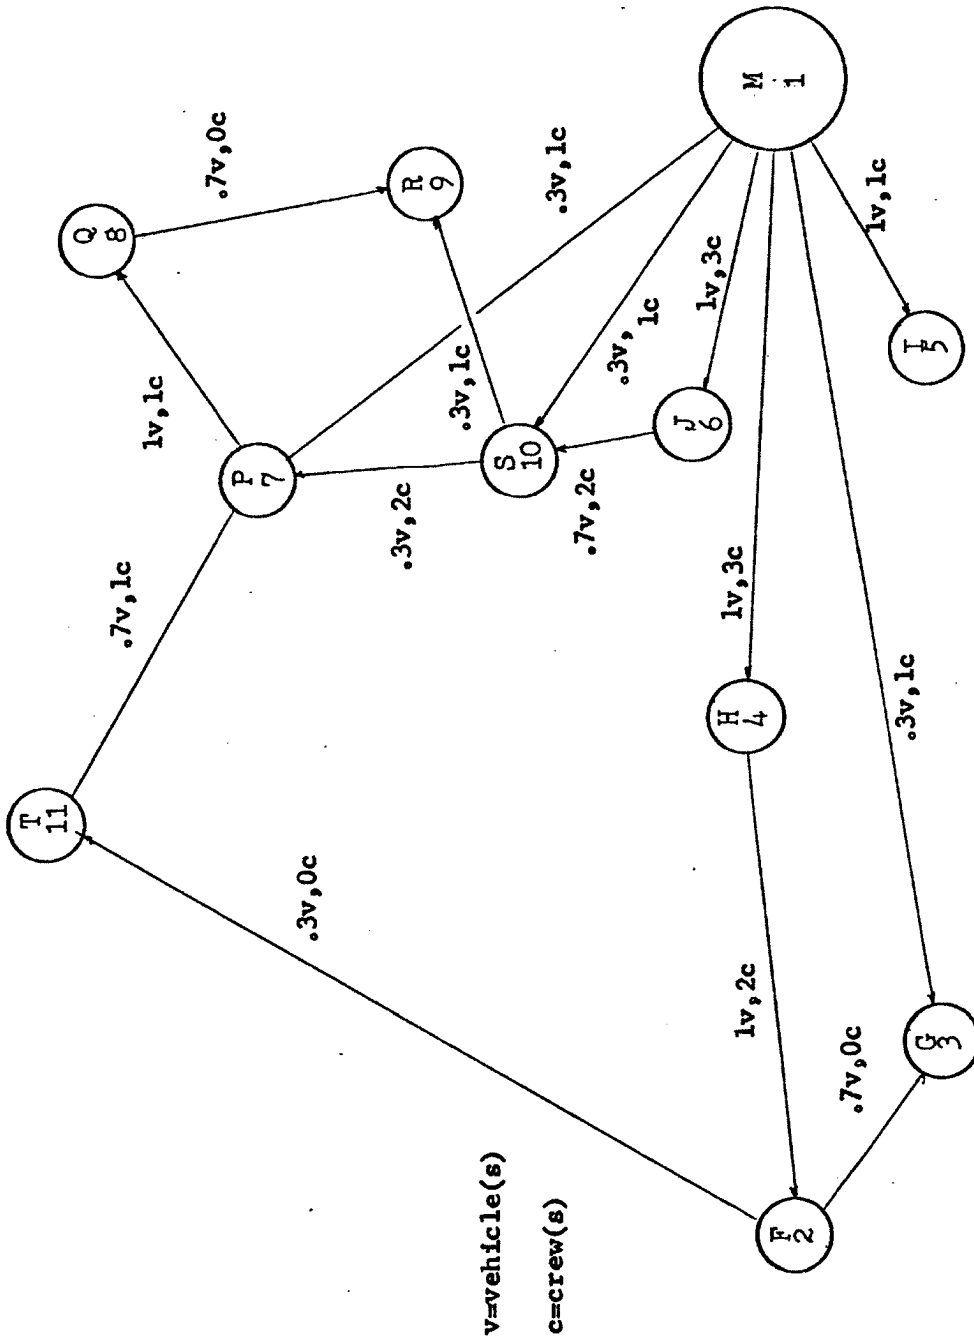 T
11
Q
8
.7v,1c
1v,1c
.7v,0c
P
7
.3v,0c
.3v,2c
R
9
.3v,1c
v=vehicle(s)
S
10
c=crew(s)
.3v,1c
.7v,2c
.3v,
1c
J
6
1v,3c
H
4
1v,3c
1v,2c
M
1
F
2
.7v,0c
1v,1c
.3v,1c
I
5
G
3